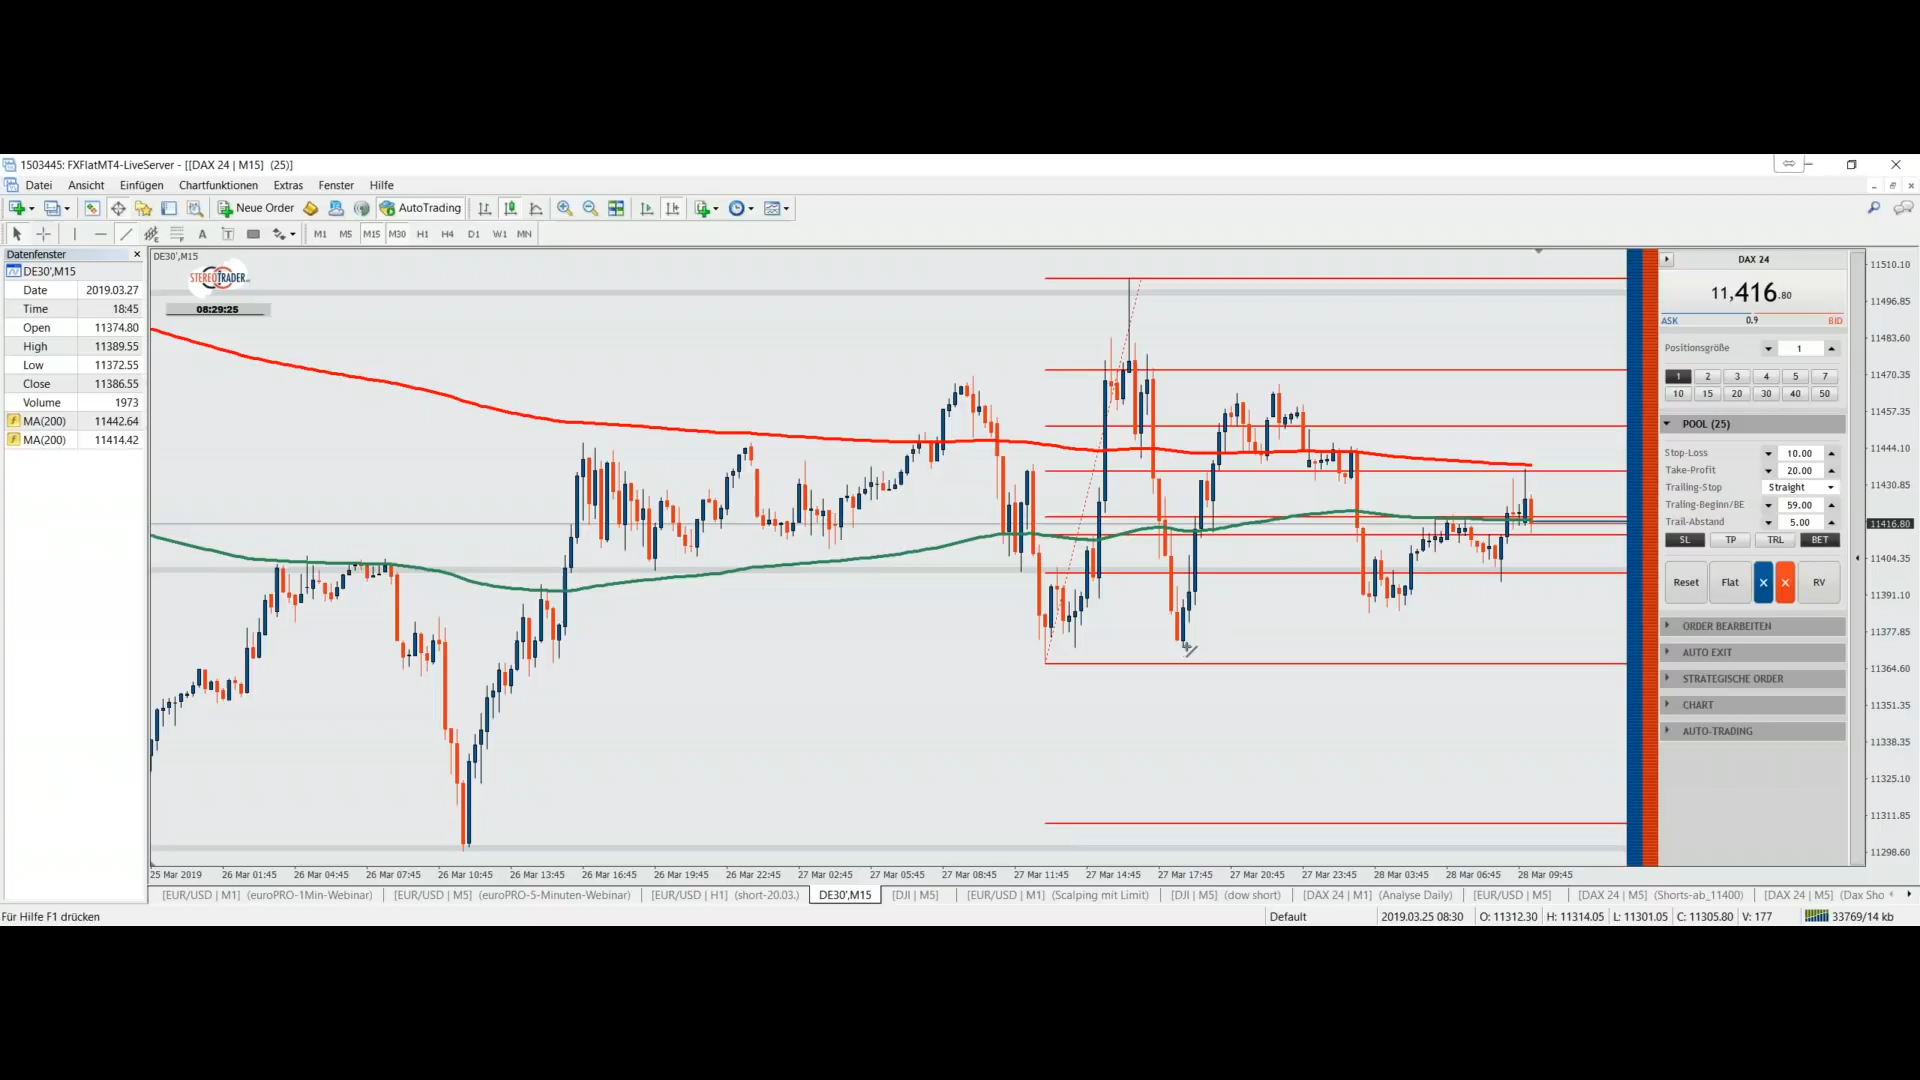 1503445: FXFlatMT4-LiveServer - [[DAX 24 | M15] (25)]
Datei Ansicht Einfügen Chartfunktionen Extras Fenster Hilfe
Neue Order AutoTrading
A T M1 M5 M15 M30 H1 H4 D1 W1 MN
Datenfenster
DE30',M15
Date 2019.03.27
Time 18:45
Open 11374.80
High 11389.55
Low 11372.55
Close 11386.55
Volume 1973
MA(200) 11442.64
MA(200) 11414.42
DE30',M15
STEREOTRADER
08:29:25
DAX 24
11,416.80
ASK 0.9 BID
Positionsgröße 1
1 2 3 4 5 7
10 15 20 30 40 50
POOL (25)
Stop-Loss 10.00
Take-Profit 20.00
Trailing-Stop Straight
Traling-Beginn/BE 59.00
Trail-Abstand 5.00
SL TP TRL BET
Reset Flat X X RV
ORDER BEARBEITEN
AUTO EXIT
STRATEGISCHE ORDER
CHART
AUTO-TRADING
11510.10
11496.85
11483.60
11470.35
11457.35
11444.10
11430.85
11416.80
11404.35
11391.10
11377.85
11364.60
11351.35
11338.35
11325.10
11311.85
11298.60
25 Mar 2019 26 Mar 01:45 26 Mar 04:45 26 Mar 07:45 26 Mar 10:45 26 Mar 13:45 26 Mar 16:45 26 Mar 19:45 26 Mar 22:45 27 Mar 02:45 27 Mar 05:45 27 Mar 08:45 27 Mar 11:45 27 Mar 14:45 27 Mar 17:45 27 Mar 20:45 27 Mar 23:45 28 Mar 03:45 28 Mar 06:45 28 Mar 09:45
[EUR/USD | M1] (euroPRO-1Min-Webinar) [EUR/USD | M5] (euroPRO-5-Minuten-Webinar) [EUR/USD | H1] (short-20.03.) DE30',M15 [DJI | M5] [EUR/USD | M1] (Scalping mit Limit) [DJI | M5] (dow short) [DAX 24 | M1] (Analyse Daily) [EUR/USD | M5] [DAX 24 | M5] (Shorts-ab_11400) [DAX 24 | M5] (Dax Sho
Für Hilfe F1 drücken Default 2019.03.25 08:30 O: 11312.30 H: 11314.05 L: 11301.05 C: 11305.80 V: 177 33769/14 kb